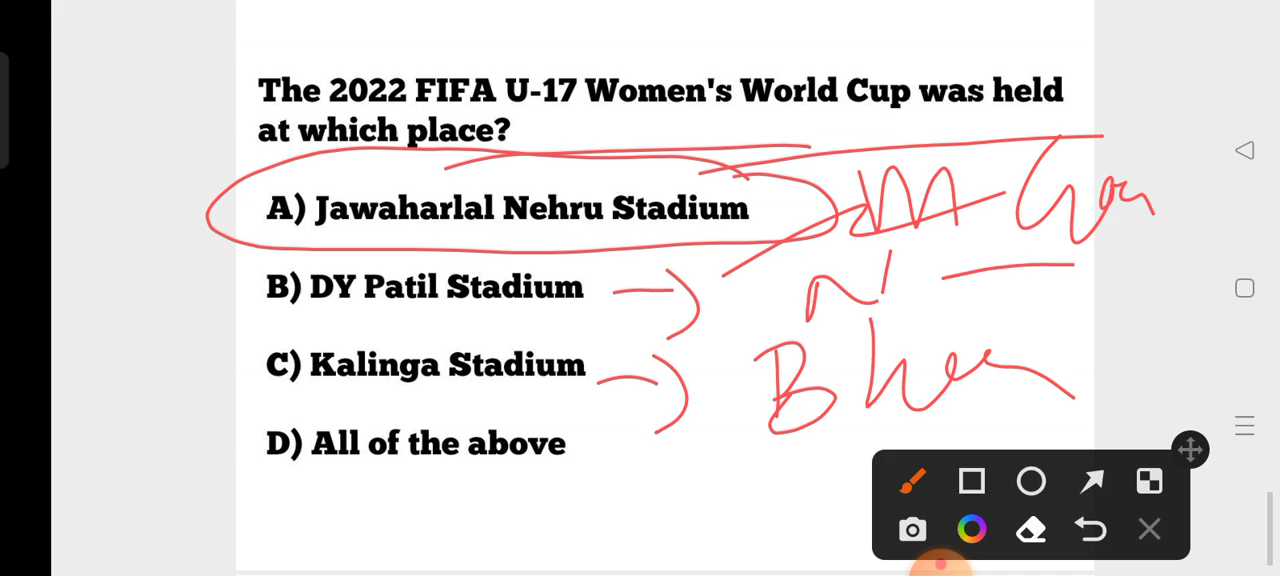 The 2022 FIFA U-17 Women's World Cup was held
at which place?
A) Jawaharlal Nehru Stadium
M - Goa
B) DY Patil Stadium
C) Kalinga Stadium
D) All of the above